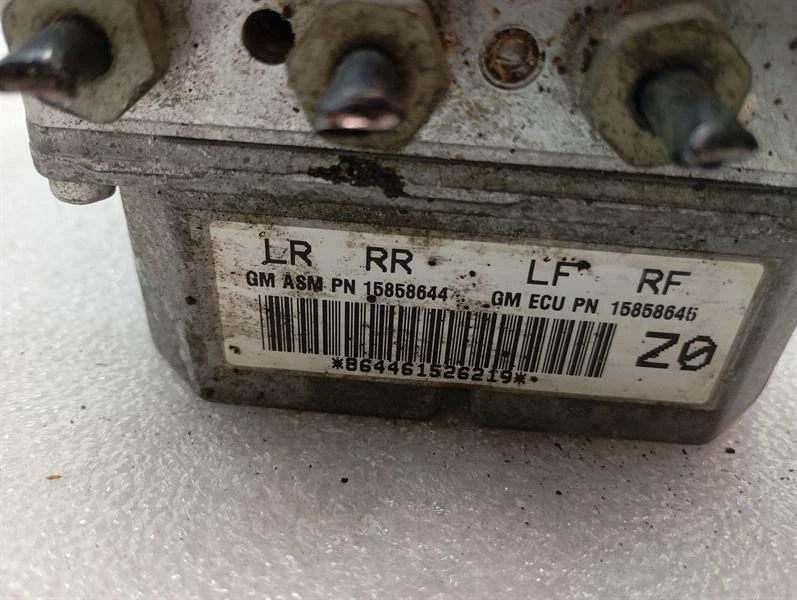 LR RR LF RF
GM ASM PN 15858644 GM ECU PN 15858645
Z0
*864461526219*